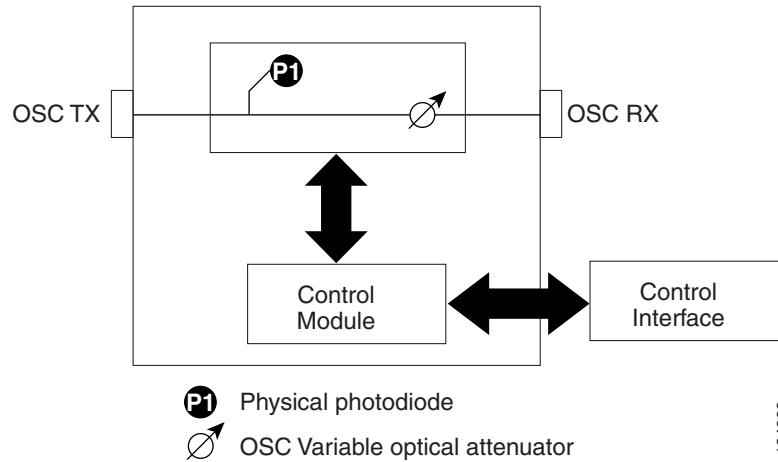 P1
OSC TX
OSC RX
Control
Module
Control
Interface
P1 Physical photodiode
OSC Variable optical attenuator